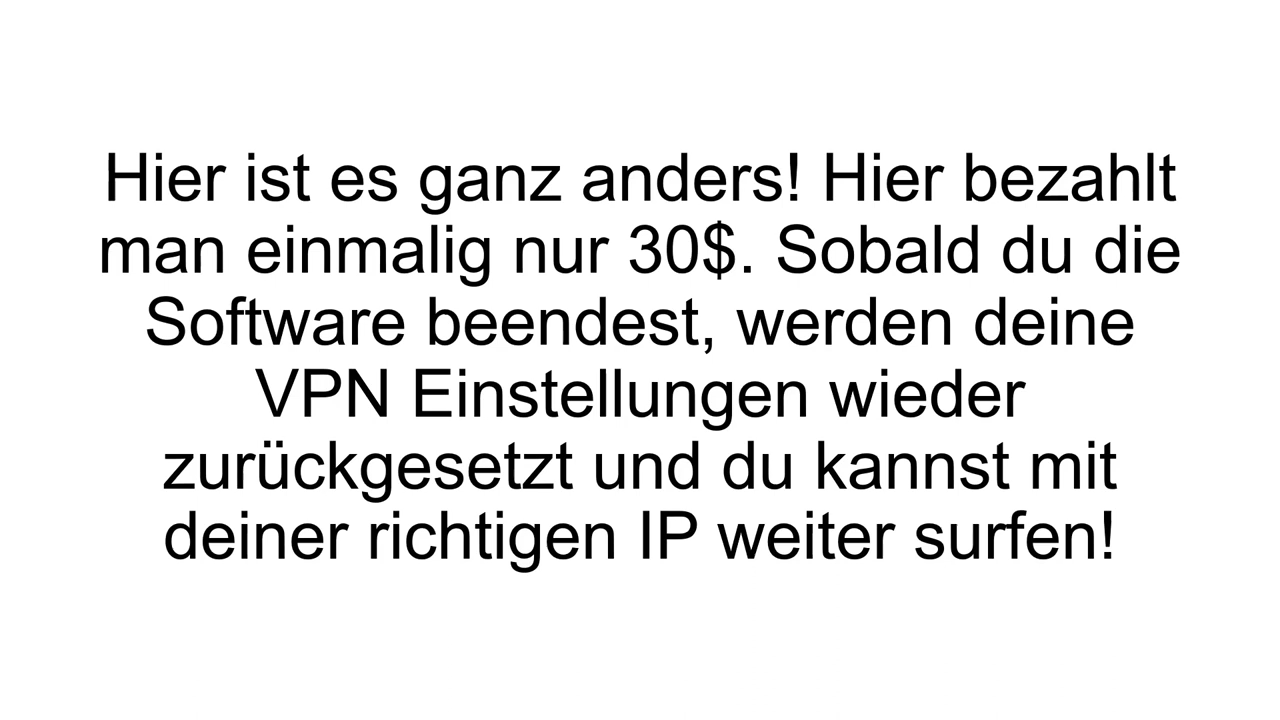 Hier ist es ganz anders! Hier bezahlt
man einmalig nur 30$. Sobald du die
Software beendest, werden deine
VPN Einstellungen wieder
zurückgesetzt und du kannst mit
deiner richtigen IP weiter surfen!